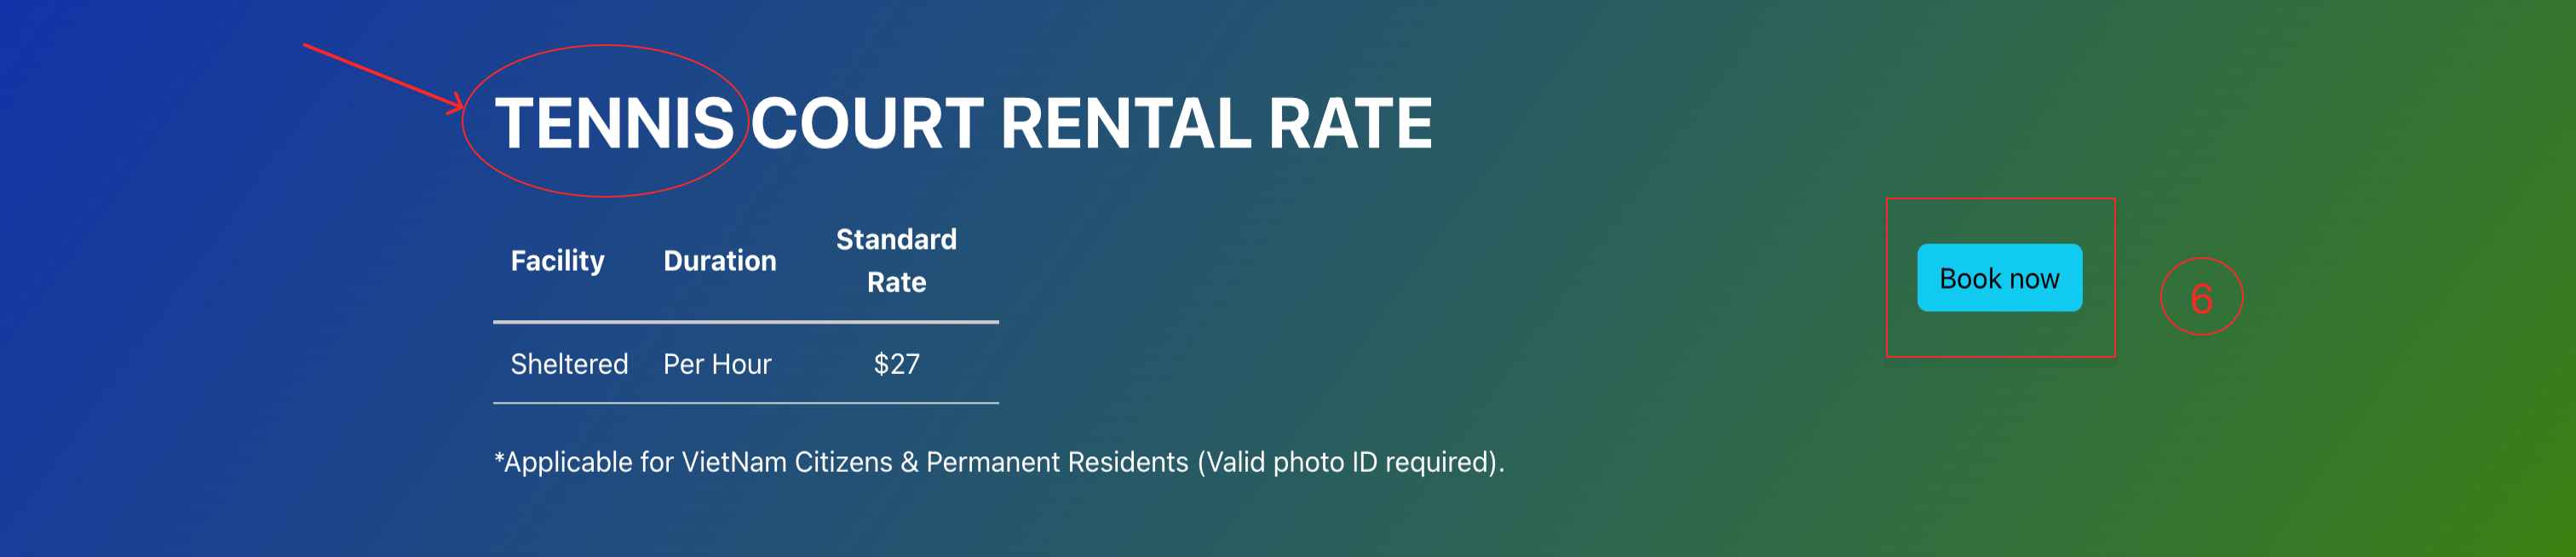 TENNIS COURT RENTAL RATE
Facility Duration Standard Rate
Book now
6
Sheltered Per Hour $27
*Applicable for VietNam Citizens & Permanent Residents (Valid photo ID required).